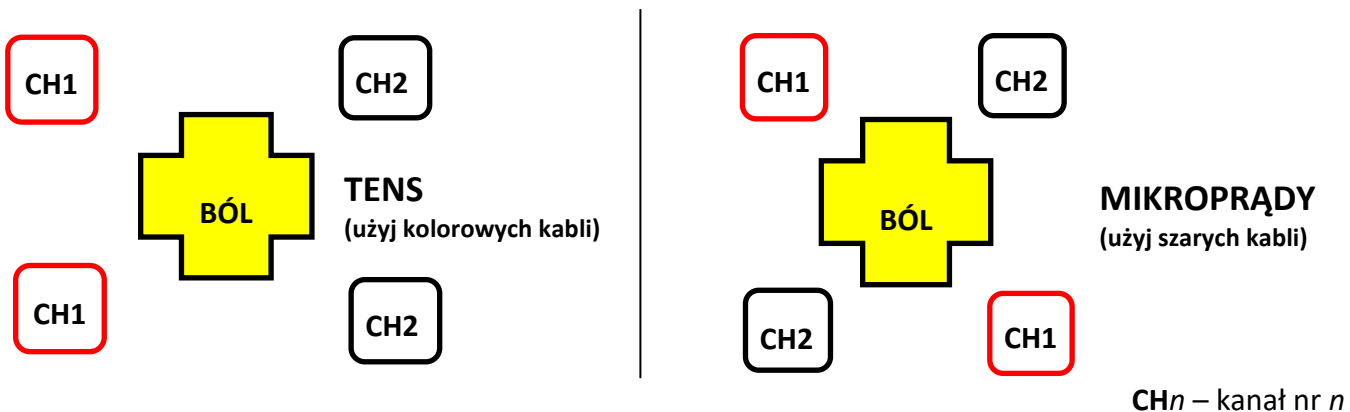 CH1
CH2
BÓL
TENS
(użyj kolorowych kabli)
CH1
CH2
CH1
CH2
BÓL
MIKROPRĄDY
(użyj szarych kabli)
CH2
CH1
CHn – kanał nr n